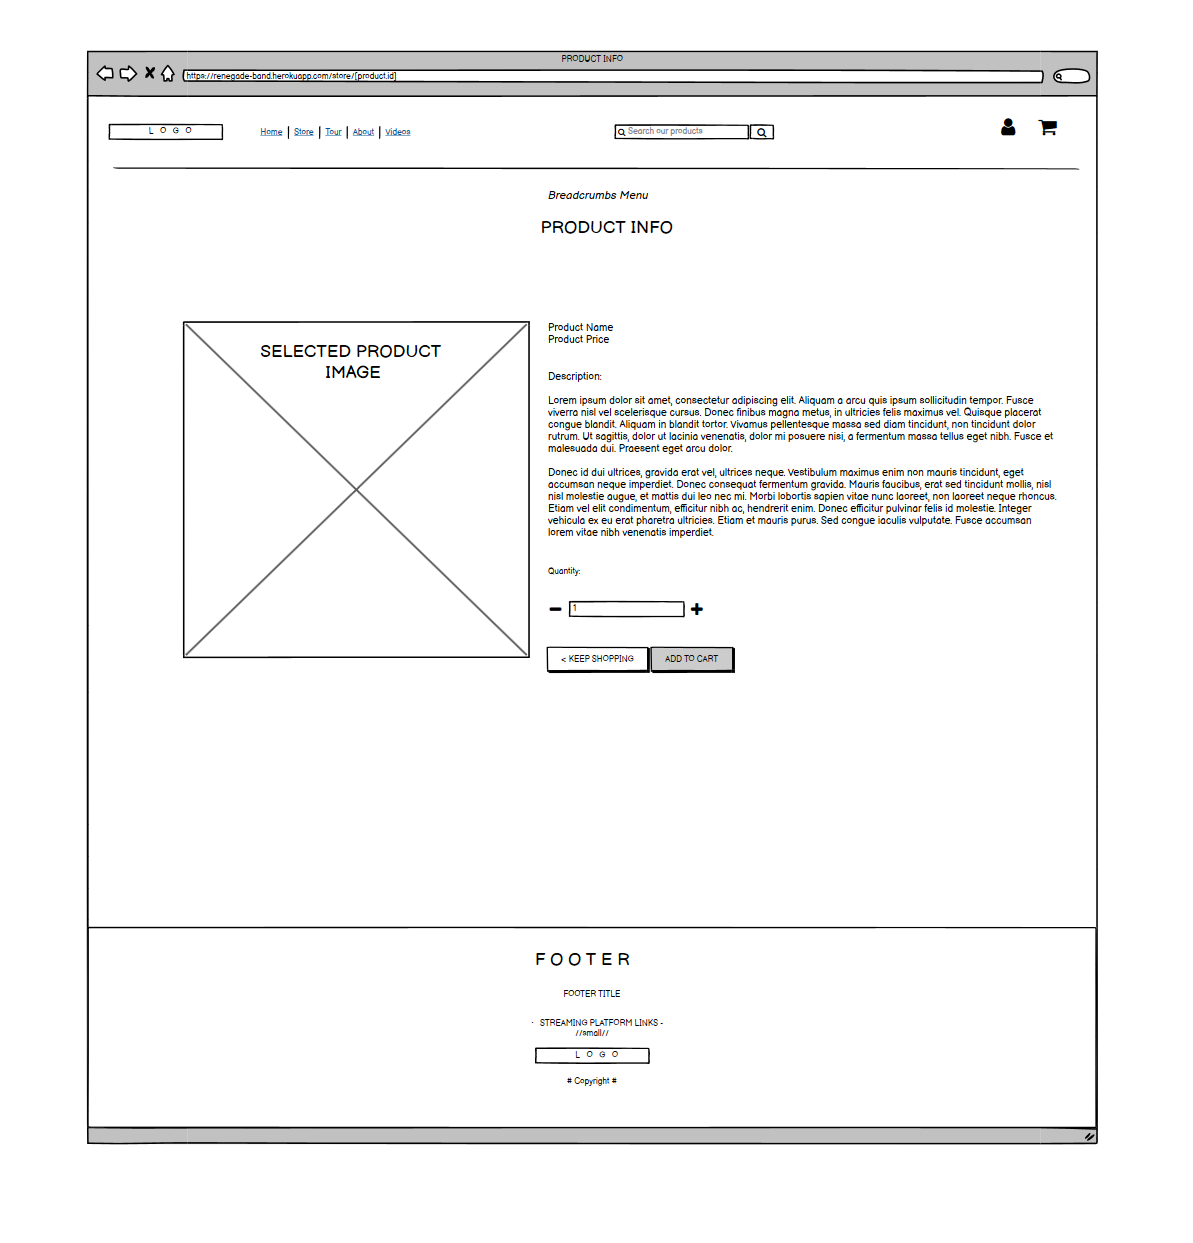 PRODUCT INFO
https://renegade-band.herokuapp.com/store/[product.id]
LOGO
Home | Store | Tour | About | Videos
Search our products
Breadcrumbs Menu
PRODUCT INFO
SELECTED PRODUCT
IMAGE
Product Name
Product Price
Description:
Lorem ipsum dolor sit amet, consectetur adipiscing elit. Aliquam a arcu quis ipsum sollicitudin tempor. Fusce
viverra nisl vel scelerisque cursus. Donec finibus magna metus, in ultricies felis maximus vel. Quisque placerat
congue blandit. Aliquam in blandit tortor. Vivamus pellentesque massa sed diam tincidunt, non tincidunt dolor
rutrum. Ut sagittis, dolor ut lacinia venenatis, dolor mi posuere nisi, a fermentum massa tellus eget nibh. Fusce et
malesuada dui. Praesent eget arcu dolor.
Donec id dui ultrices, gravida erat vel, ultrices neque. Vestibulum maximus enim non mauris tincidunt, eget
accumsan neque imperdiet. Donec consequat fermentum gravida. Mauris faucibus, erat sed tincidunt mollis, nisl
nisl molestie augue, et mattis dui leo nec mi. Morbi lobortis sapien vitae nunc laoreet, non laoreet neque rhoncus.
Etiam vel elit condimentum, efficitur nibh ac, hendrerit enim. Donec efficitur pulvinar felis id molestie. Integer
vehicula ex eu erat pharetra ultricies. Etiam et mauris purus. Sed congue iaculis vulputate. Fusce accumsan
lorem vitae nibh venenatis imperdiet.
Quantity:
1
< KEEP SHOPPING
ADD TO CART
FOOTER
FOOTER TITLE
- STREAMING PLATFORM LINKS -
//small//
LOGO
# Copyright #